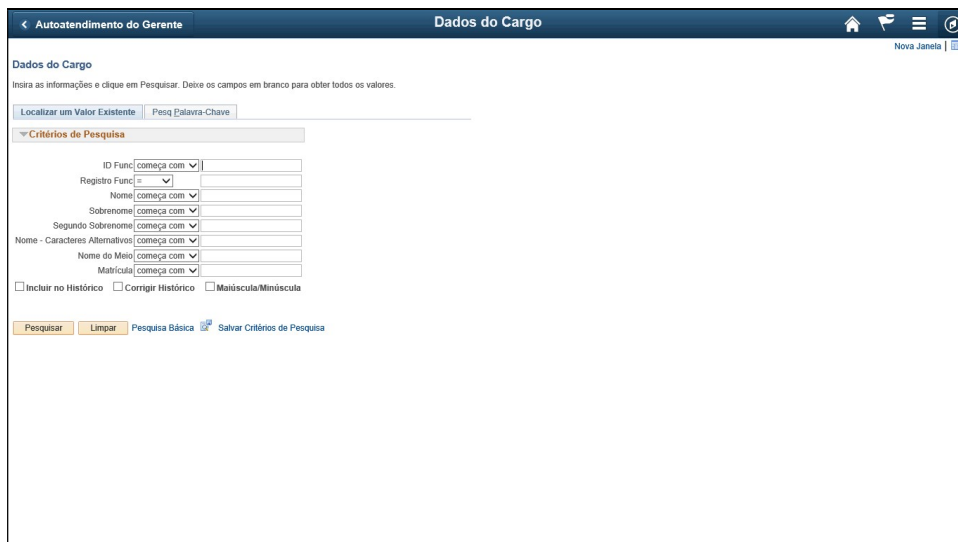 Autoatendimento do Gerente Dados do Cargo
Nova Janela |
Dados do Cargo
Insira as informações e clique em Pesquisar. Deixe os campos em branco para obter todos os valores.
Localizar um Valor Existente Pesq Palavra-Chave
Critérios de Pesquisa
ID Func começa com
Registro Func =
Nome começa com
Sobrenome começa com
Segundo Sobrenome começa com
Nome - Caracteres Alternativos começa com
Nome do Meio começa com
Matrícula começa com
Incluir no Histórico Corrigir Histórico Maiúscula/Minúscula
Pesquisar Limpar Pesquisa Básica Salvar Critérios de Pesquisa